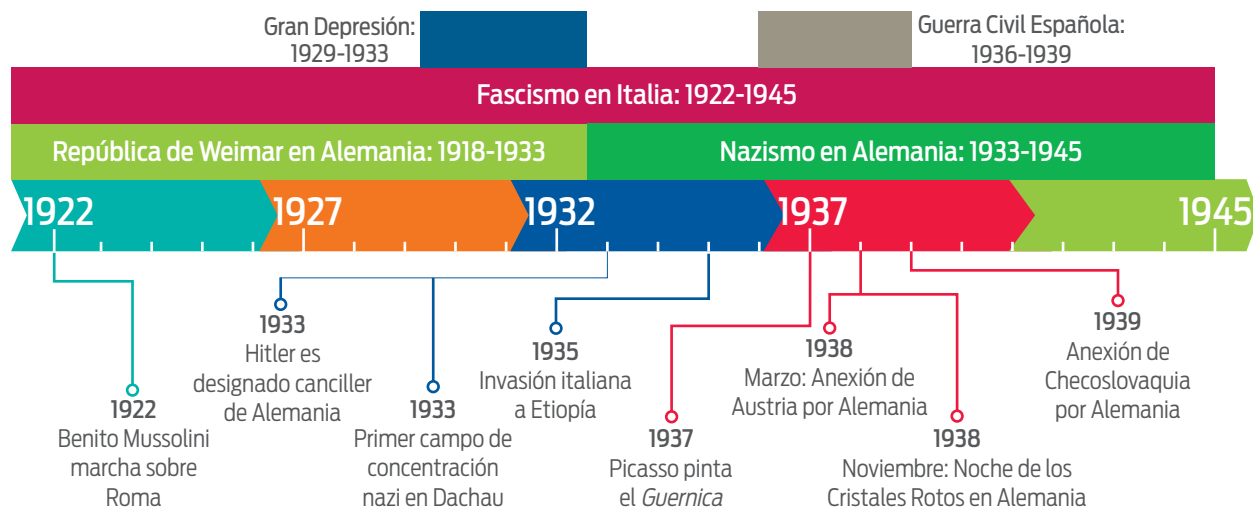 Gran Depresión:
1929-1933
Guerra Civil Española:
1936-1939
Fascismo en Italia: 1922-1945
República de Weimar en Alemania: 1918-1933
Nazismo en Alemania: 1933-1945
1922
1927
1932
1937
1945
1922
Benito Mussolini
marcha sobre
Roma
1933
Hitler es
designado canciller
de Alemania
1933
Primer campo de
concentración
nazi en Dachau
1935
Invasión italiana
a Etiopía
1937
Picasso pinta
el Guernica
1938
Marzo: Anexión de
Austria por Alemania
1938
Noviembre: Noche de los
Cristales Rotos en Alemania
1939
Anexión de
Checoslovaquia
por Alemania